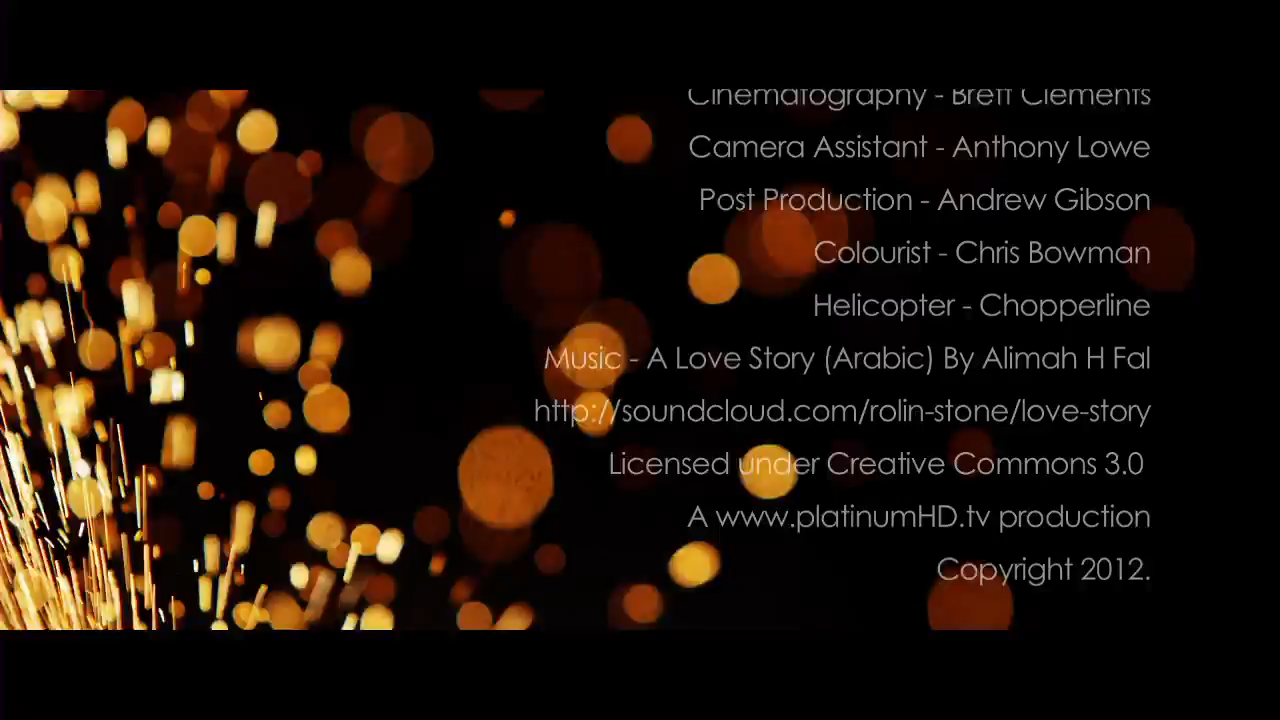 Cinematography - Brett Clements
Camera Assistant - Anthony Lowe
Post Production - Andrew Gibson
Colourist - Chris Bowman
Helicopter - Chopperline
Music - A Love Story (Arabic) By Alimah H Fal
http://soundcloud.com/rolin-stone/love-story
Licensed under Creative Commons 3.0
A www.platinumHD.tv production
Copyright 2012.